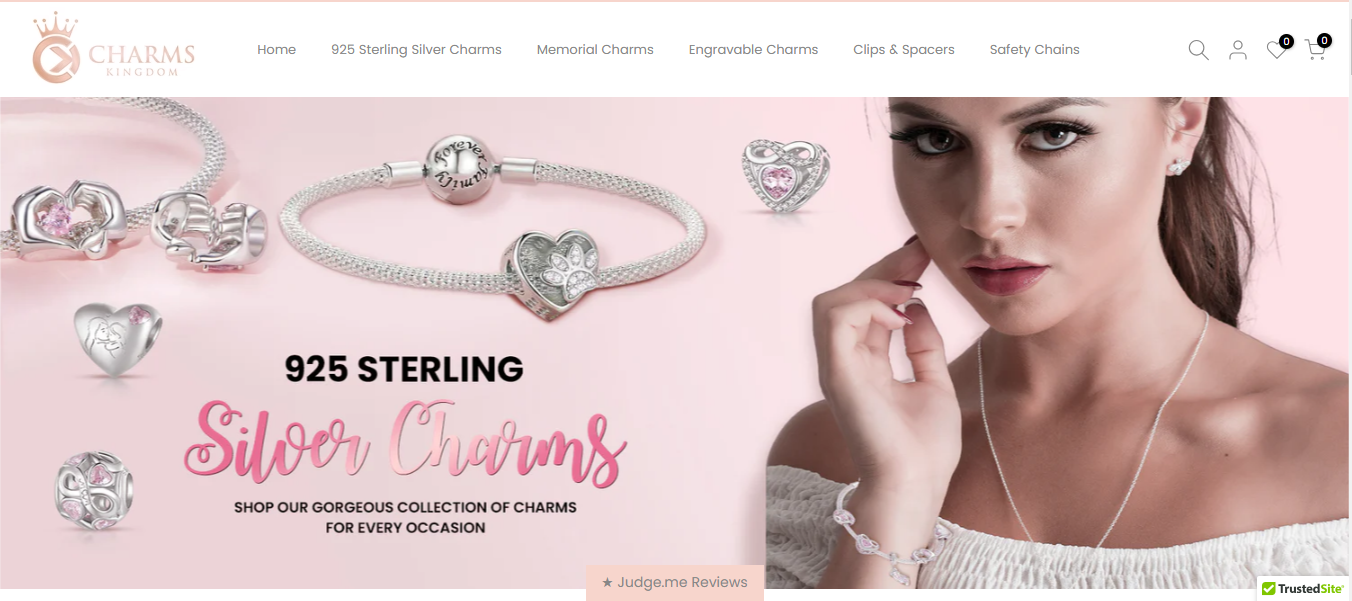 CHARMS
KINGDOM
Home
925 Sterling Silver Charms
Memorial Charms
Engravable Charms
Clips & Spacers
Safety Chains
0
0
Forever
Family
925 STERLING
Silver Charms
SHOP OUR GORGEOUS COLLECTION OF CHARMS
FOR EVERY OCCASION
★ Judge.me Reviews
TrustedSite